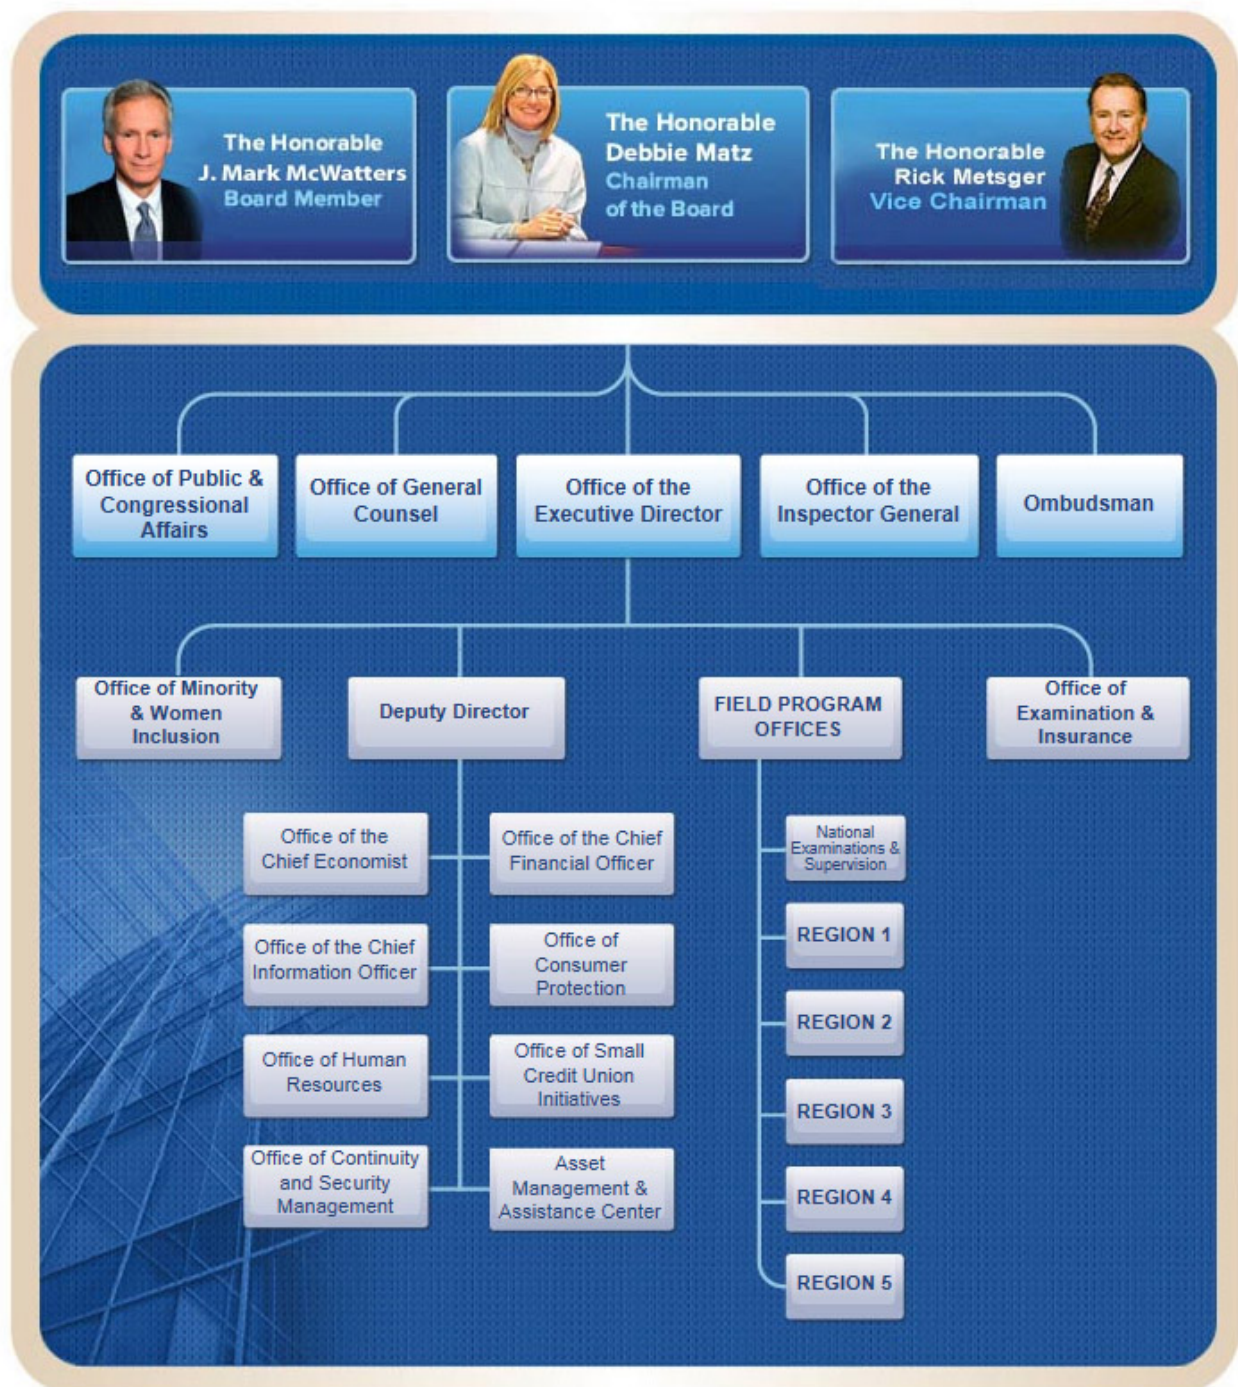 The Honorable
J. Mark McWatters
Board Member
The Honorable
Debbie Matz
Chairman
of the Board
The Honorable
Rick Metsger
Vice Chairman
Office of Public &
Congressional
Affairs
Office of General
Counsel
Office of the
Executive Director
Office of the
Inspector General
Ombudsman
Office of Minority
& Women
Inclusion
Deputy Director
FIELD PROGRAM
OFFICES
Office of
Examination &
Insurance
Office of the
Chief Economist
Office of the Chief
Financial Officer
Office of the Chief
Information Officer
Office of
Consumer
Protection
Office of Human
Resources
Office of Small
Credit Union
Initiatives
Office of Continuity
and Security
Management
Asset
Management &
Assistance Center
National
Examinations &
Supervision
REGION 1
REGION 2
REGION 3
REGION 4
REGION 5